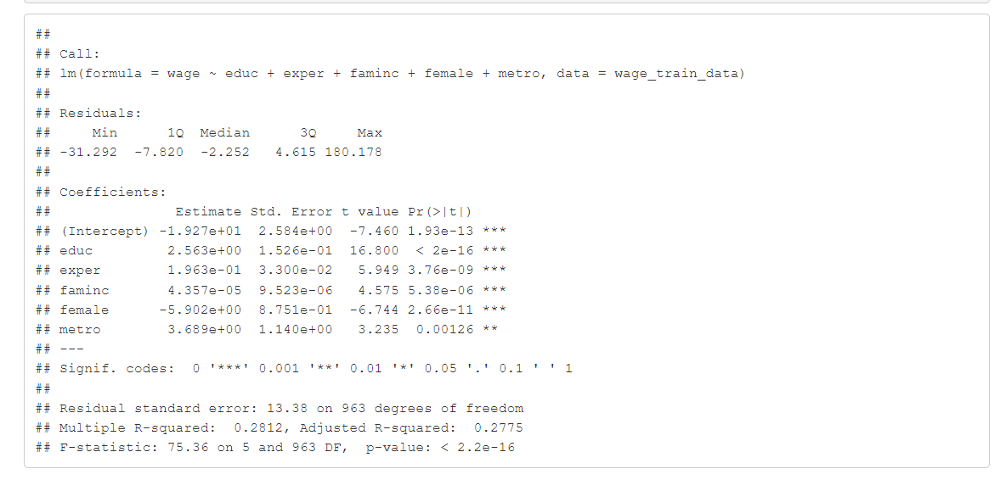 ##
## Call:
## lm(formula = wage ~ educ + exper + faminc + female + metro, data = wage_train_data)
##
## Residuals:
##     Min      1Q  Median      3Q     Max
## -31.292  -7.820  -2.252   4.615 180.178
##
## Coefficients:
##               Estimate Std. Error t value Pr(>|t|)
## (Intercept) -1.927e+01  2.584e+00  -7.460 1.93e-13 ***
## educ         2.563e+00  1.526e-01  16.800  < 2e-16 ***
## exper        1.963e-01  3.300e-02   5.949 3.76e-09 ***
## faminc       4.357e-05  9.523e-06   4.575 5.38e-06 ***
## female      -5.902e+00  8.751e-01  -6.744 2.66e-11 ***
## metro        3.689e+00  1.140e+00   3.235  0.00126 **
## ---
## Signif. codes:  0 '***' 0.001 '**' 0.01 '*' 0.05 '.' 0.1 ' ' 1
##
## Residual standard error: 13.38 on 963 degrees of freedom
## Multiple R-squared:  0.2812, Adjusted R-squared:  0.2775
## F-statistic: 75.36 on 5 and 963 DF,  p-value: < 2.2e-16